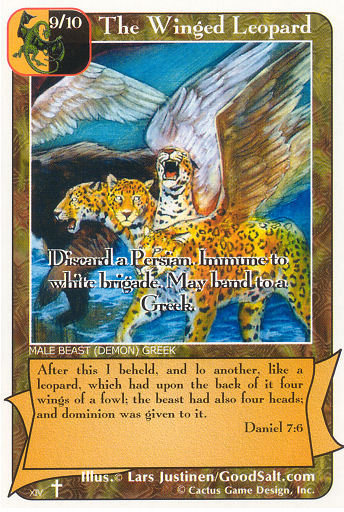 9/10 The Winged Leopard
Discard a Persian. Immune to
white brigade. May band to a
Greek.
MALE BEAST (DEMON) GREEK
After this I beheld, and lo another, like a
leopard, which had upon the back of it four
wings of a fowl; the beast had also four heads;
and dominion was given to it.
Daniel 7:6
Illus.© Lars Justinen/GoodSalt.com
XIV © Cactus Game Design, Inc.